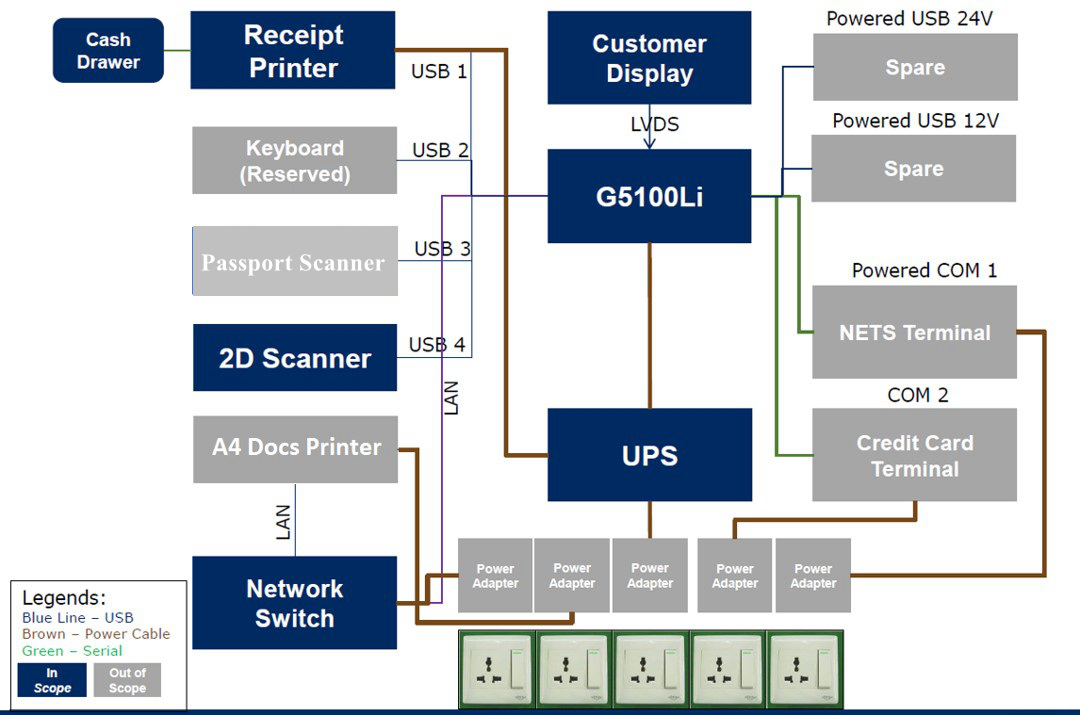 Powered USB 24V
Cash
Drawer
Receipt
Printer
Customer
Display
Spare
USB 1
Powered USB 12V
LVDS
Keyboard
(Reserved)
USB 2
G5100Li
Spare
Passport Scanner
USB 3
Powered COM 1
NETS Terminal
2D Scanner
USB 4
LAN
COM 2
A4 Docs Printer
UPS
Credit Card
Terminal
LAN
Power
Adapter
Power
Adapter
Power
Adapter
Power
Adapter
Power
Adapter
Network
Switch
Legends:
Blue Line – USB
Brown – Power Cable
Green – Serial
In
Scope
Out of
Scope